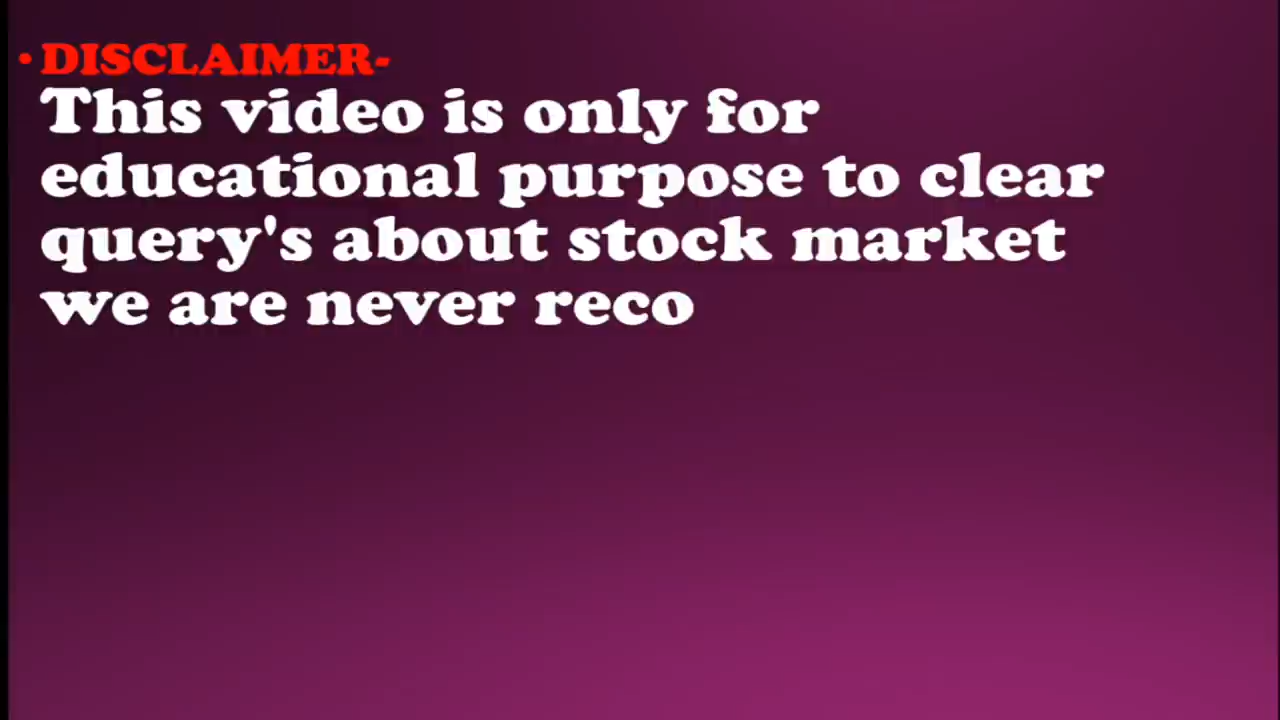 • DISCLAIMER-
This video is only for
educational purpose to clear
query's about stock market
we are never reco